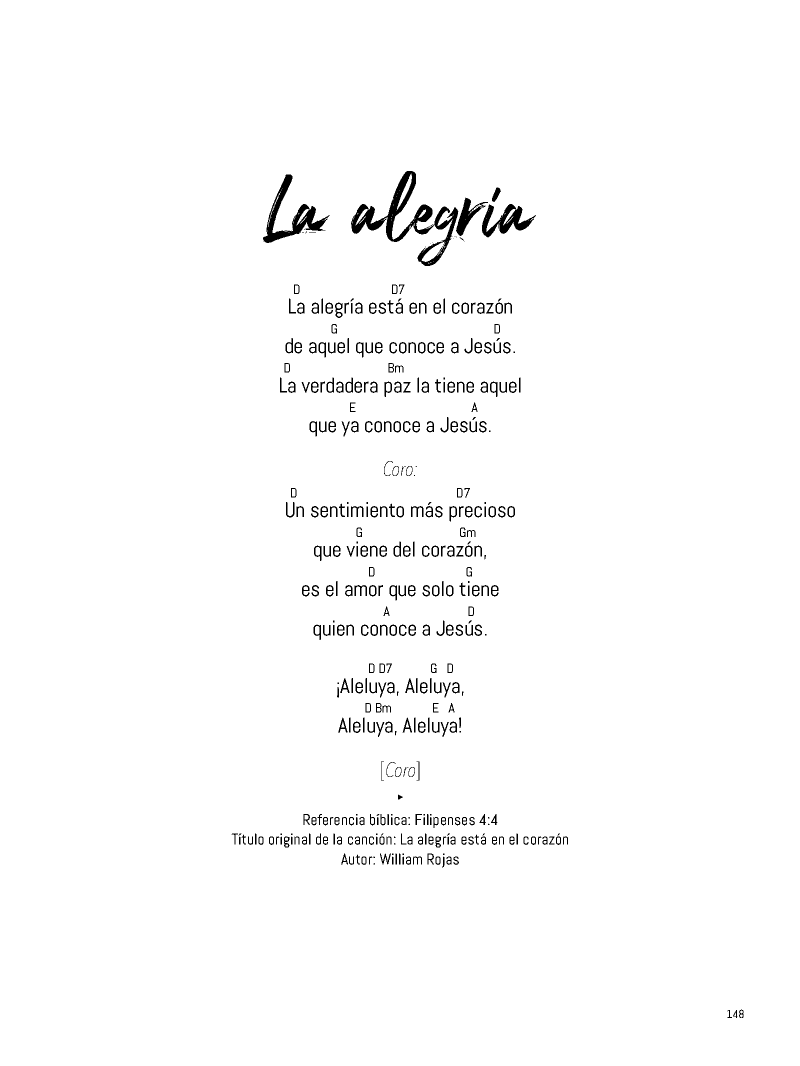 La alegría
D D7
La alegría está en el corazón
G D
de aquel que conoce a Jesús.
D Bm
La verdadera paz la tiene aquel
E A
que ya conoce a Jesús.
Coro:
D D7
Un sentimiento más precioso
G Gm
que viene del corazón,
D G
es el amor que solo tiene
A D
quien conoce a Jesús.
D D7 G D
¡Aleluya, Aleluya,
D Bm E A
Aleluya, Aleluya!
[Coro]
Referencia bíblica: Filipenses 4:4
Título original de la canción: La alegría está en el corazón
Autor: William Rojas
148